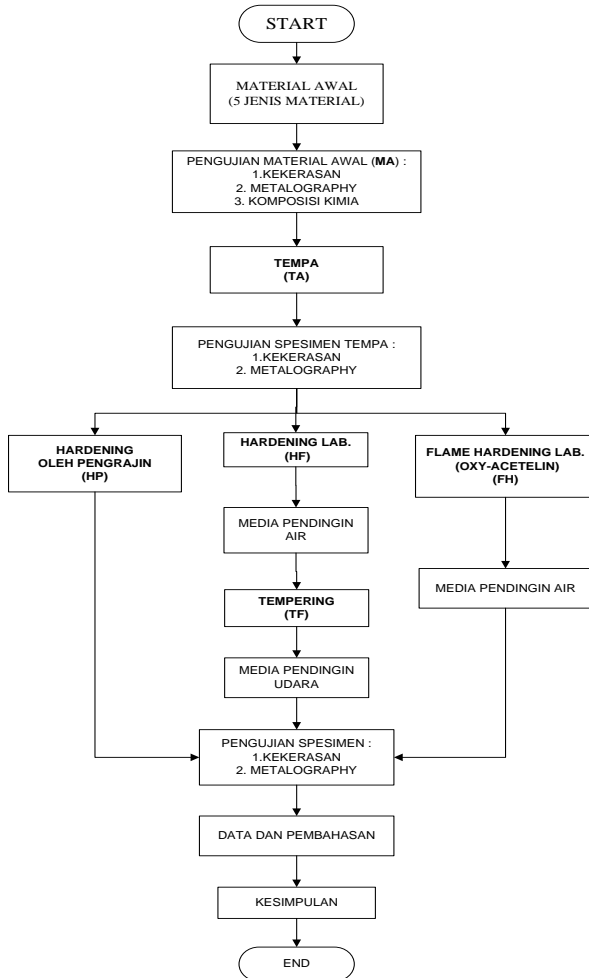 START
MATERIAL AWAL
(5 JENIS MATERIAL)
PENGUJIAN MATERIAL AWAL (MA) :
1.KEKERASAN
2. METALOGRAPHY
3. KOMPOSISI KIMIA
TEMPA
(TA)
PENGUJIAN SPESIMEN TEMPA :
1.KEKERASAN
2. METALOGRAPHY
HARDENING
OLEH PENGRAJIN
(HP)
HARDENING LAB.
(HF)
MEDIA PENDINGIN
AIR
TEMPERING
(TF)
MEDIA PENDINGIN
UDARA
FLAME HARDENING LAB.
(OXY-ACETELIN)
(FH)
MEDIA PENDINGIN AIR
PENGUJIAN SPESIMEN :
1.KEKERASAN
2. METALOGRAPHY
DATA DAN PEMBAHASAN
KESIMPULAN
END